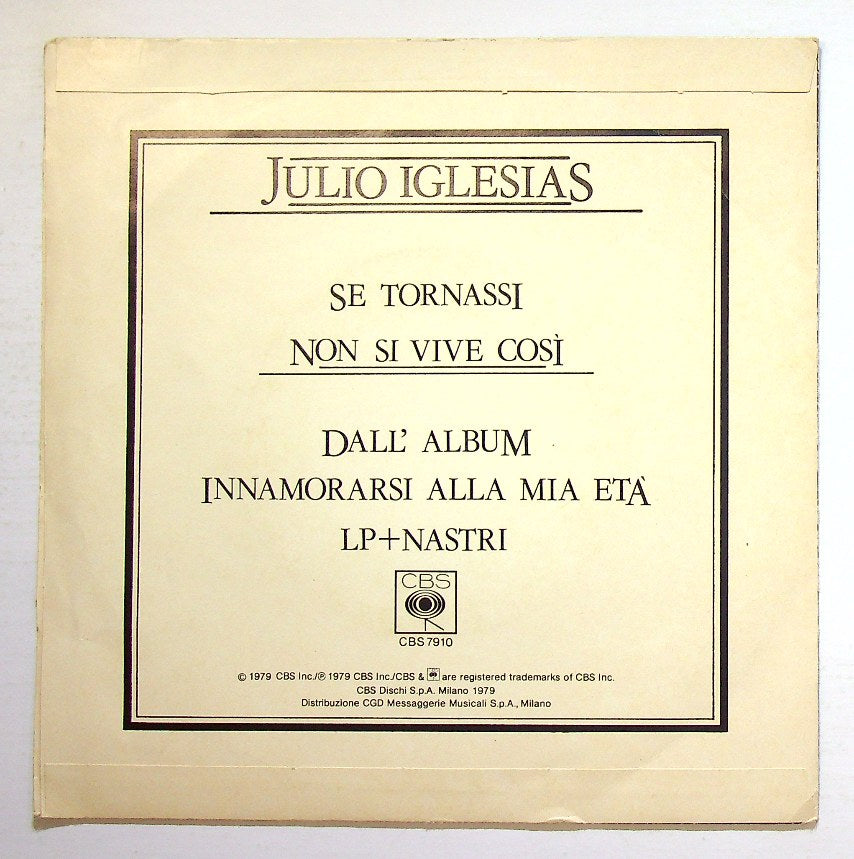 JULIO IGLESIAS
SE TORNASSI
NON SI VIVE COSÌ
DALL' ALBUM
INNAMORARSI ALLA MIA ETÀ
LP+NASTRI
CBS
CBS 7910
© 1979 CBS Inc./℗ 1979 CBS Inc./CBS & are registered trademarks of CBS Inc.
CBS Dischi S.p.A. Milano 1979
Distribuzione CGD Messaggerie Musicali S.p.A., Milano